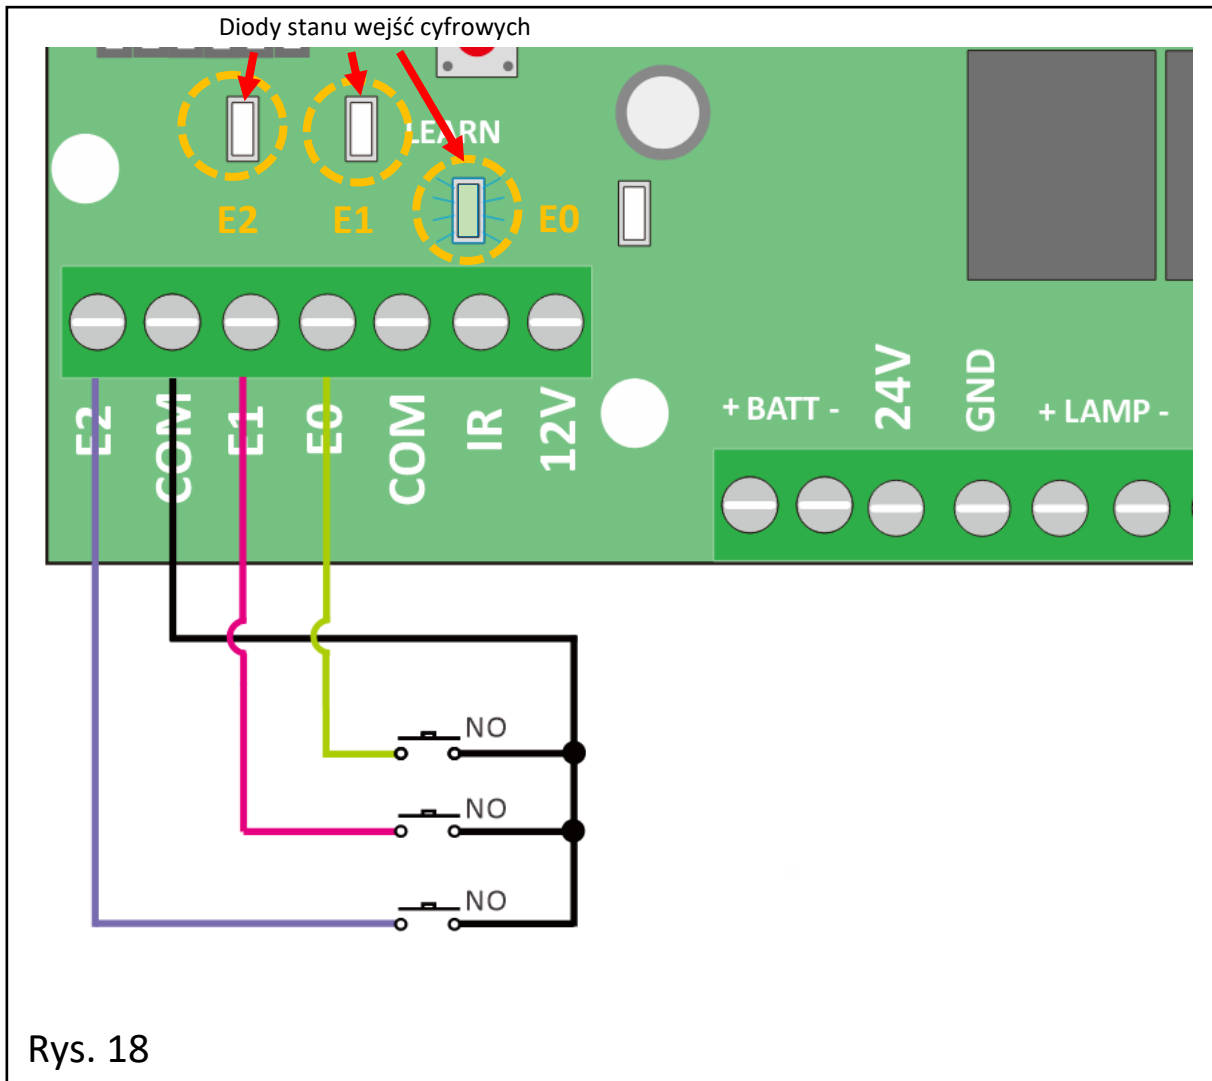 Diody stanu wejść cyfrowych
LEARN
E2
E1
E0
E2
COM
E1
E0
COM
IR
12V
+ BATT -
24V
GND
+ LAMP -
NO
NO
NO
Rys. 18